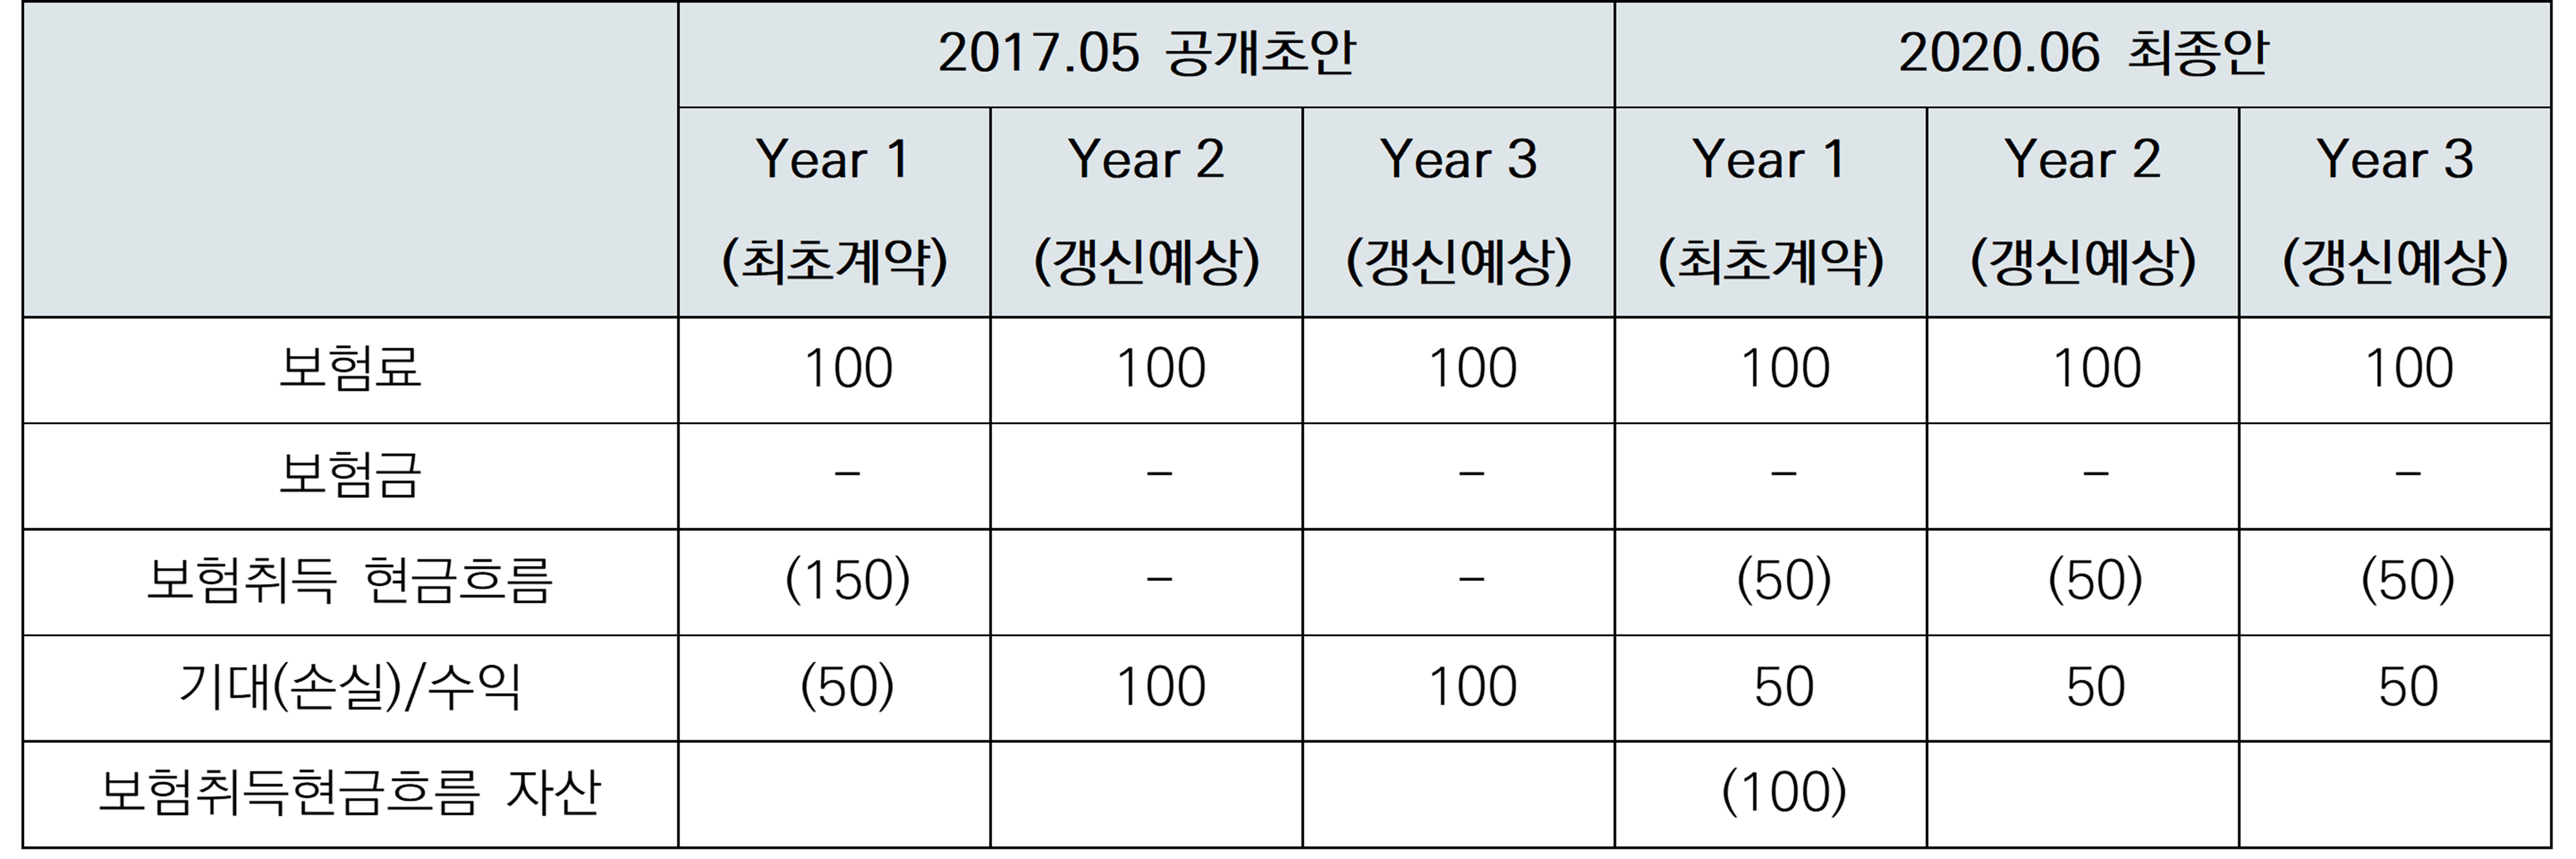 2017.05 공개초안 2020.06 최종안
Year 1 Year 2 Year 3 Year 1 Year 2 Year 3
(최초계약) (갱신예상) (갱신예상) (최초계약) (갱신예상) (갱신예상)
보험료 100 100 100 100 100 100
보험금 - - - - - -
보험취득 현금흐름 (150) - - (50) (50) (50)
기대(손실)/수익 (50) 100 100 50 50 50
보험취득현금흐름 자산 (100)